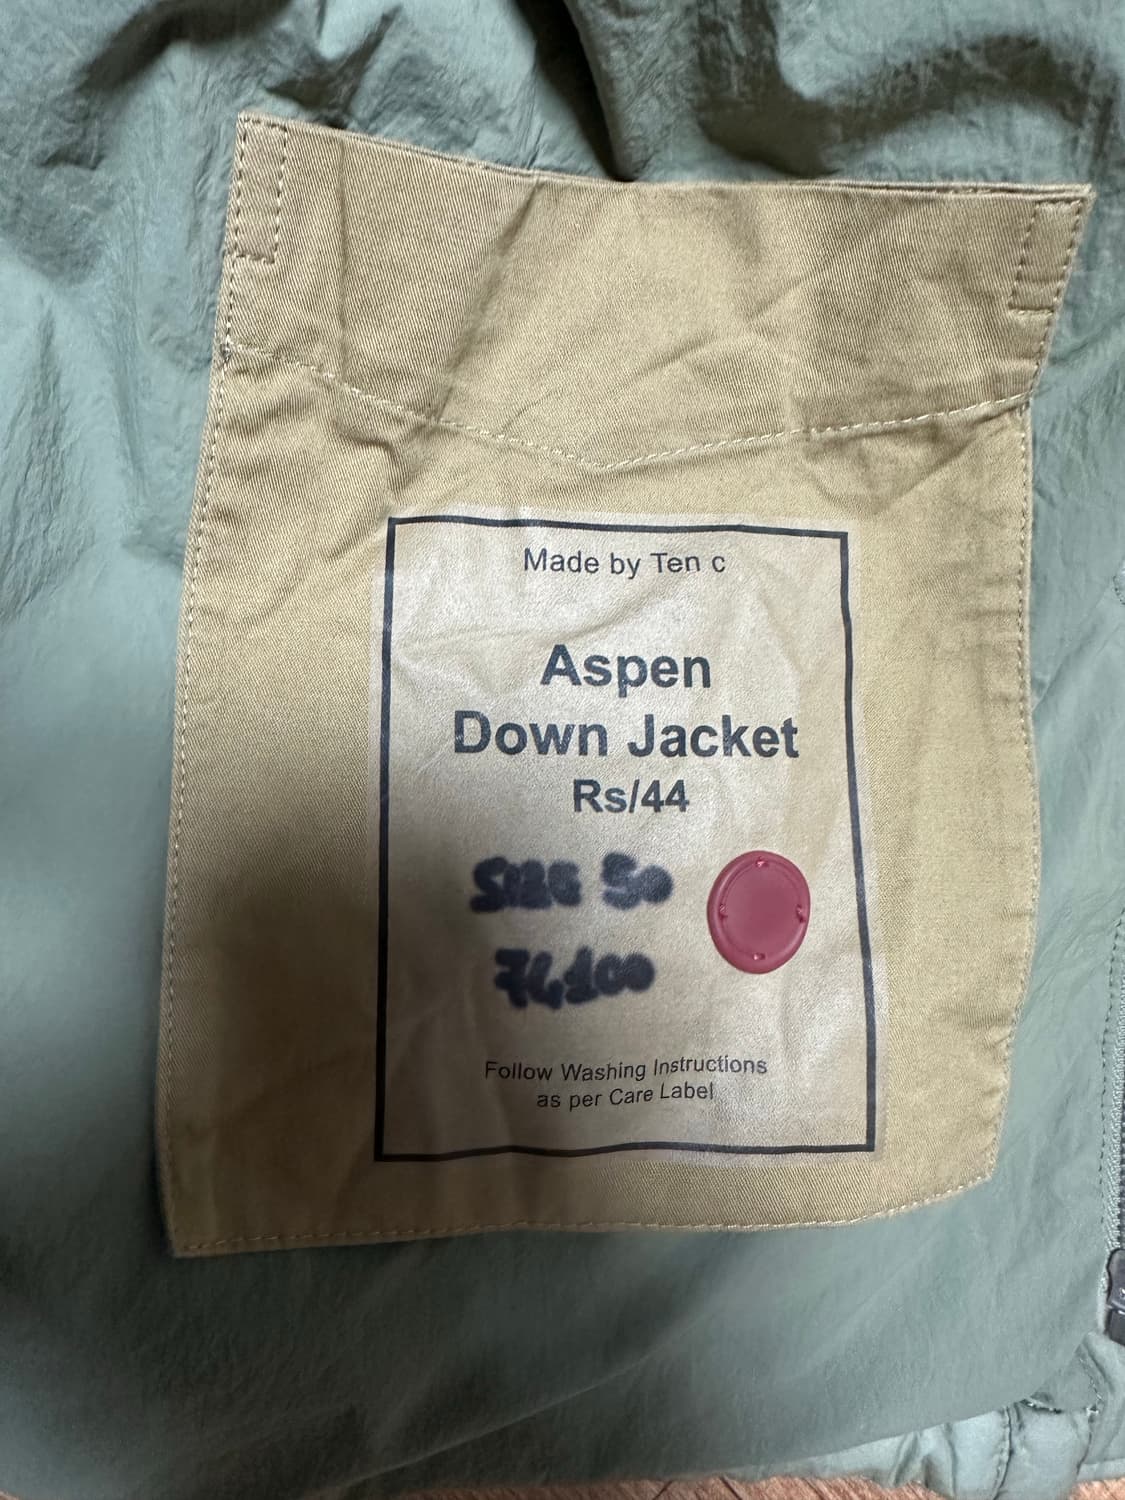 Made by Ten c
Aspen
Down Jacket
Rs/44
SIZE 50
74100
Follow Washing Instructions
as per Care Label